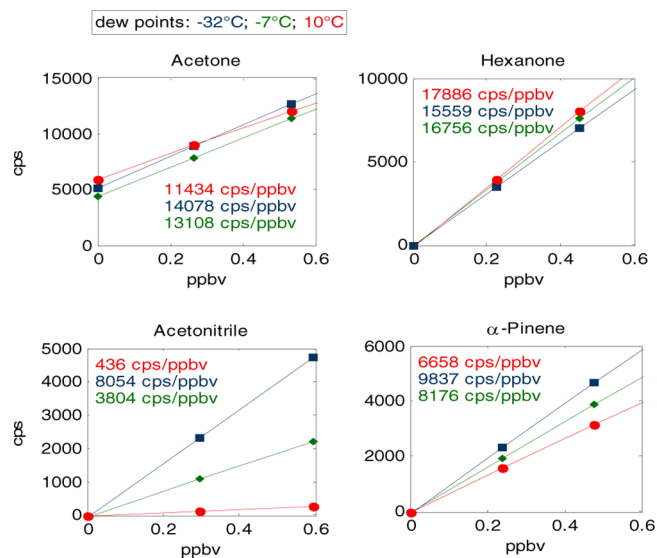 dew points: -32°C; -7°C; 10°C
Acetone
15000
10000
5000
0
cps
11434 cps/ppbv
14078 cps/ppbv
13108 cps/ppbv
0 0.2 0.4 0.6
ppbv
Hexanone
10000
5000
0
17886 cps/ppbv
15559 cps/ppbv
16756 cps/ppbv
0 0.2 0.4 0.6
ppbv
Acetonitrile
5000
4000
3000
2000
1000
0
cps
436 cps/ppbv
8054 cps/ppbv
3804 cps/ppbv
0 0.2 0.4 0.6
ppbv
α-Pinene
6000
4000
2000
0
6658 cps/ppbv
9837 cps/ppbv
8176 cps/ppbv
0 0.2 0.4 0.6
ppbv